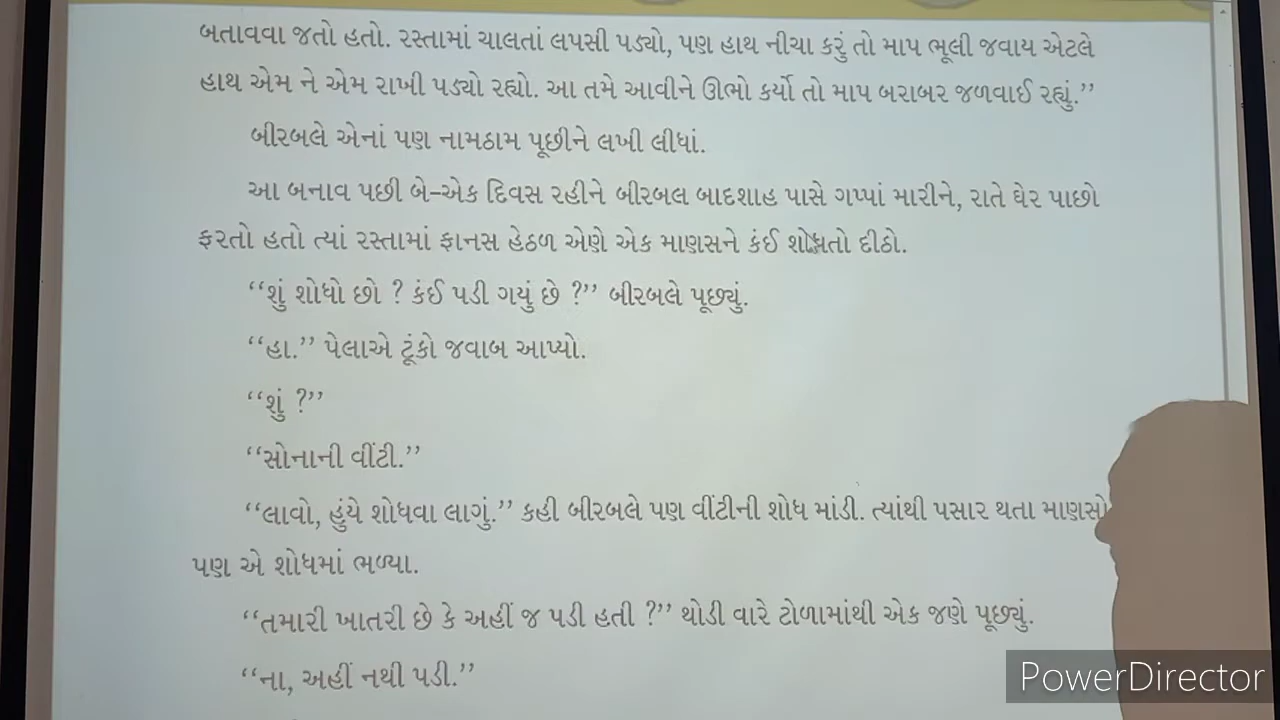 બતાવવા જતો હતો. રસ્તામાં ચાલતાં લપસી પડ્યો, પણ હાથ નીચા કરું તો માપ ભૂલી જવાય એટલે
હાથ એમ ને એમ રાખી પડ્યો રહ્યો. આ તમે આવીને ઊભો કર્યો તો માપ બરાબર જળવાઈ રહ્યું.”
બીરબલે એનાં પણ નામઠામ પૂછીને લખી લીધાં.
આ બનાવ પછી બે-એક દિવસ રહીને બીરબલ બાદશાહ પાસે ગપ્પાં મારીને, રાતે ઘેર પાછો
ફરતો હતો ત્યાં રસ્તામાં ફાનસ હેઠળ એણે એક માણસને કંઈ શોધતો દીઠો.
“શું શોધો છો ? કંઈ પડી ગયું છે ?” બીરબલે પૂછ્યું.
“હા.” પેલાએ ટૂંકો જવાબ આપ્યો.
“શું ?”
“સોનાની વીંટી.”
“લાવો, હુંયે શોધવા લાગું.” કહી બીરબલે પણ વીંટીની શોધ માંડી. ત્યાંથી પસાર થતા માણસો
પણ એ શોધમાં ભળ્યા.
“તમારી ખાતરી છે કે અહીં જ પડી હતી ?” થોડી વારે ટોળામાંથી એક જણે પૂછ્યું.
“ના, અહીં નથી પડી.”
PowerDirector